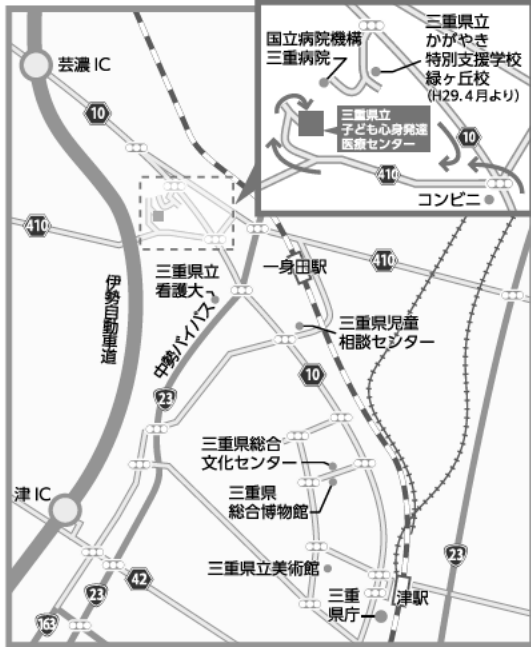 芸濃IC
10
国立病院機構
三重病院
三重県立
かがやき
特別支援学校
緑ヶ丘校
(H29.4月より)
三重県立
子ども心身発達
医療センター
10
410
コンビニ
410
伊勢自動車道
三重県立
看護大
中勢バイパス
一身田駅
410
三重県児童
相談センター
23
10
三重県総合
文化センター
三重県
総合博物館
津IC
三重県立美術館
23
42
23
163
三重
県庁
津駅